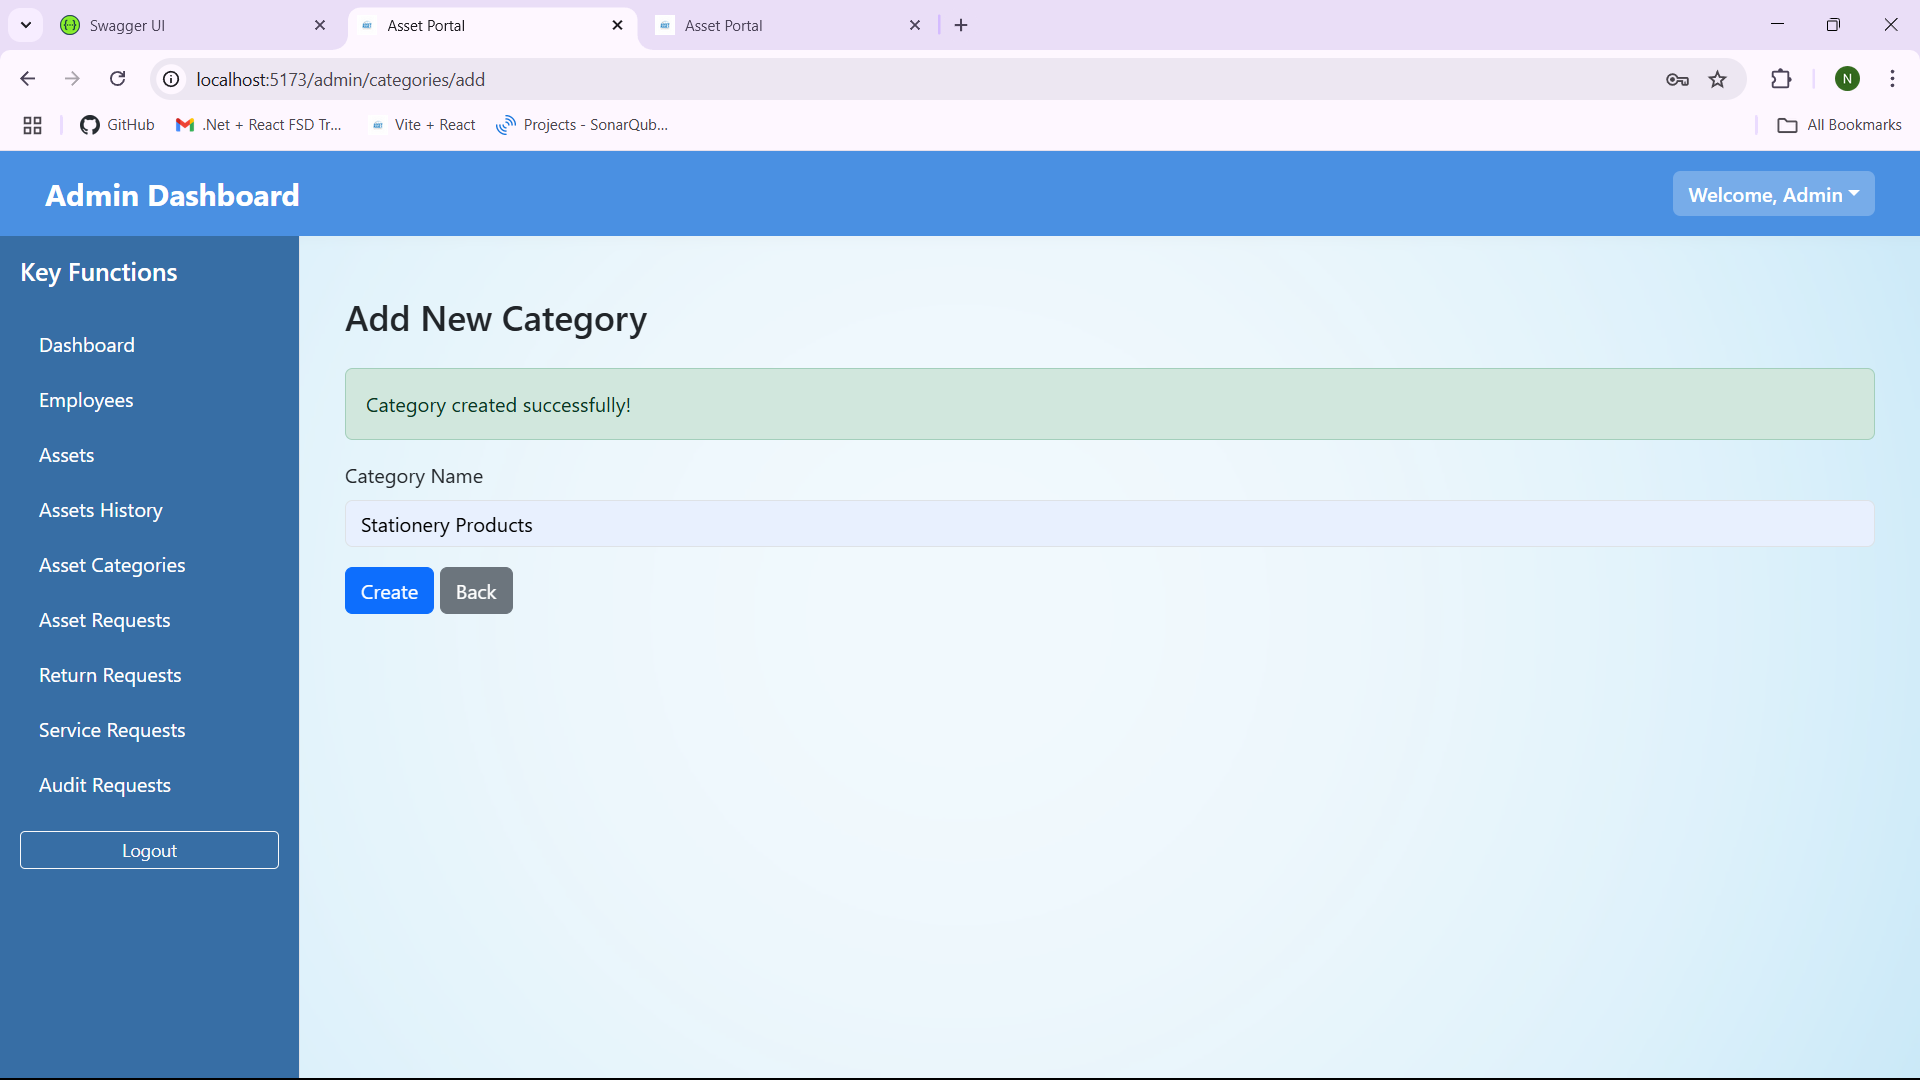 Swagger UI
Asset Portal
Asset Portal
localhost:5173/admin/categories/add
N
GitHub
.Net + React FSD Tr...
Vite + React
Projects - SonarQub...
All Bookmarks
Admin Dashboard
Welcome, Admin
Key Functions
Dashboard
Employees
Assets
Assets History
Asset Categories
Asset Requests
Return Requests
Service Requests
Audit Requests
Logout
Add New Category
Category created successfully!
Category Name
Stationery Products
Create
Back